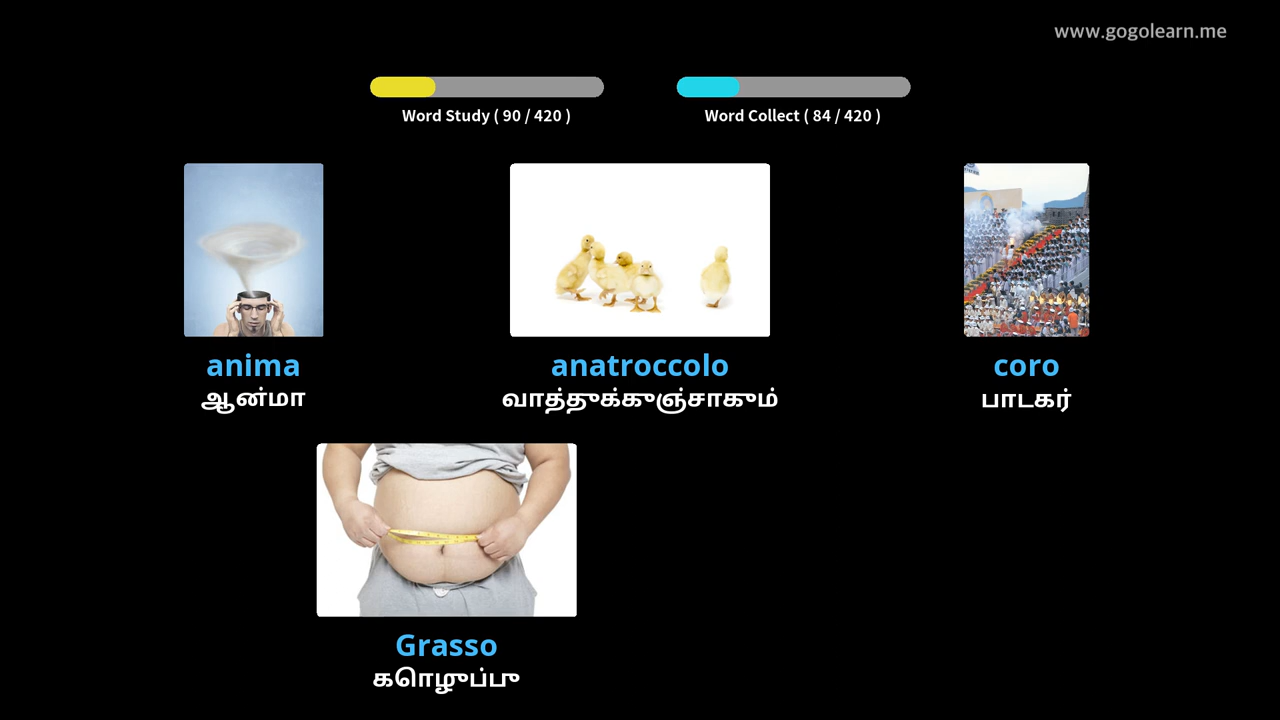 www.gogolearn.me
Word Study ( 90 / 420 )
Word Collect ( 84 / 420 )
anima
ஆன்மா
anatroccolo
வாத்துக்குஞ்சாகும்
coro
பாடகர்
Grasso
கொழுப்பு